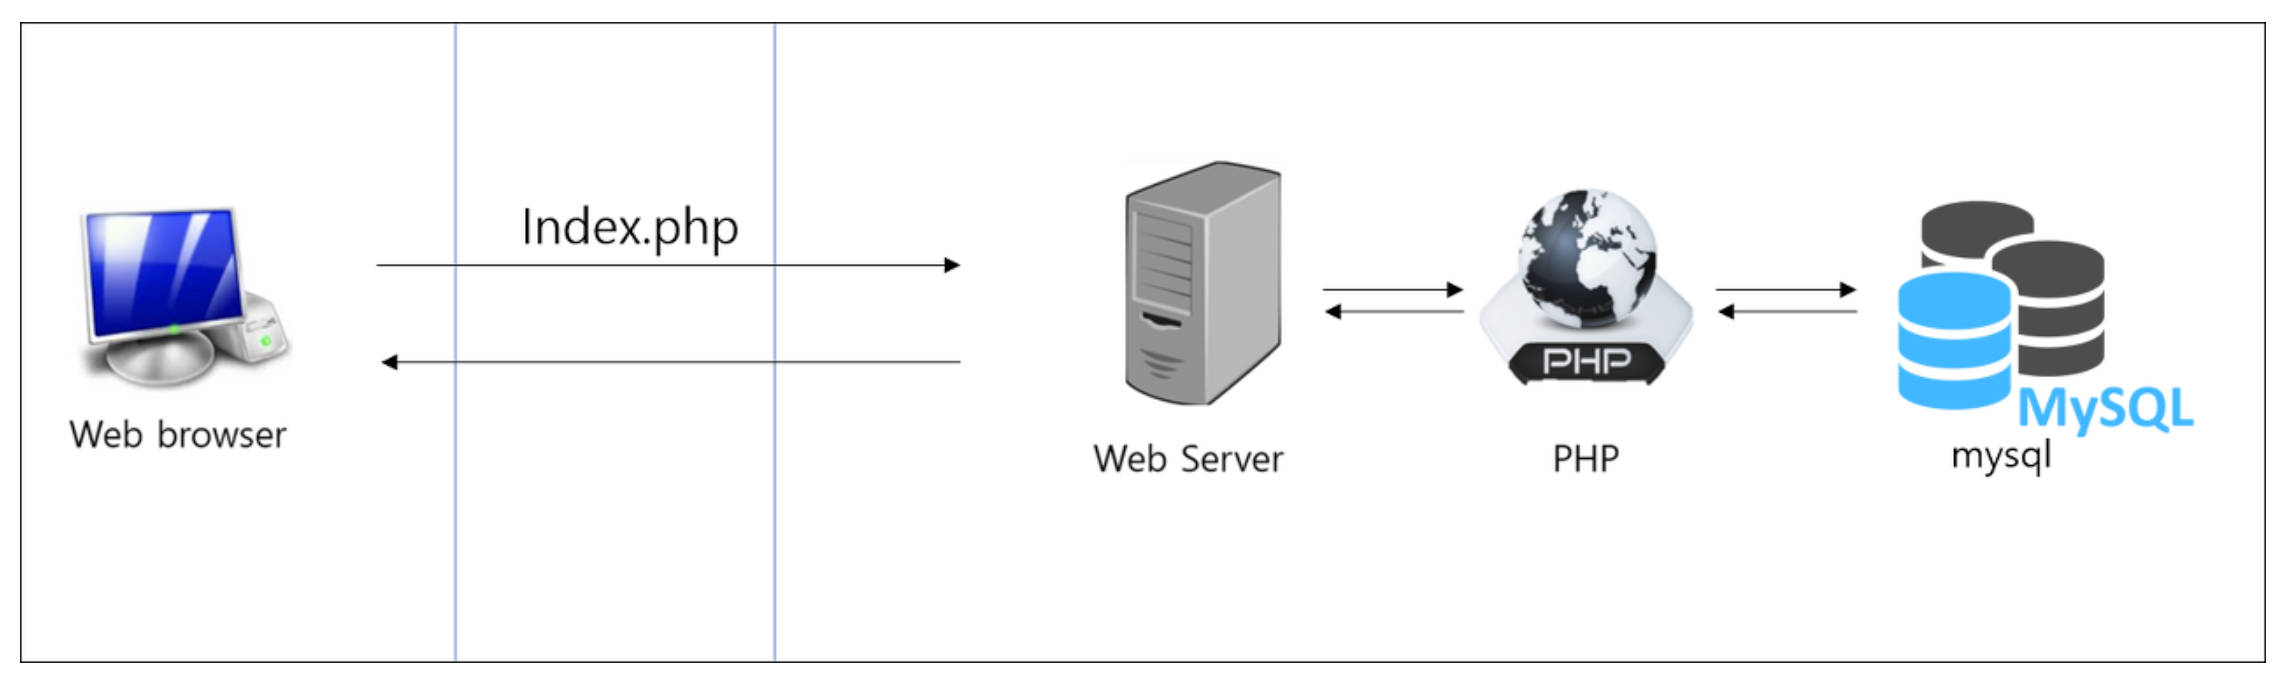 Index.php
Web browser
Web Server
PHP
PHP
MySQL
mysql